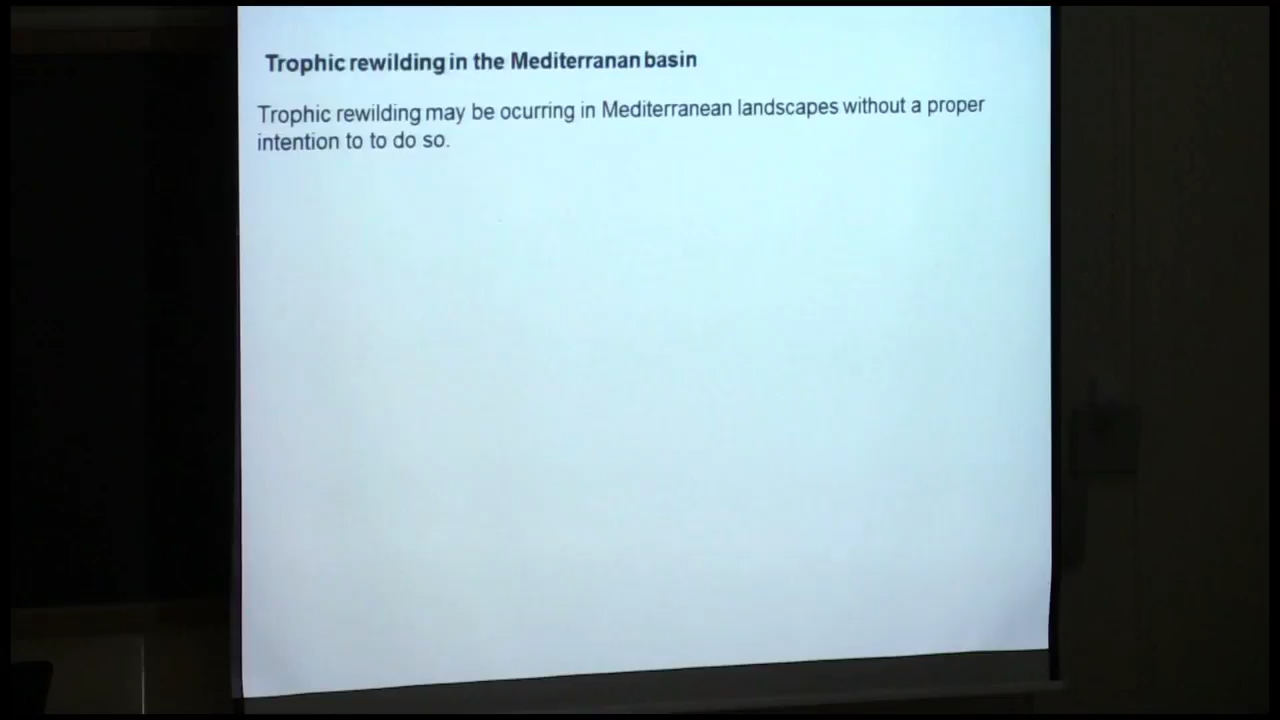 Trophic rewilding in the Mediterranan basin
Trophic rewilding may be ocurring in Mediterranean landscapes without a proper
intention to to do so.